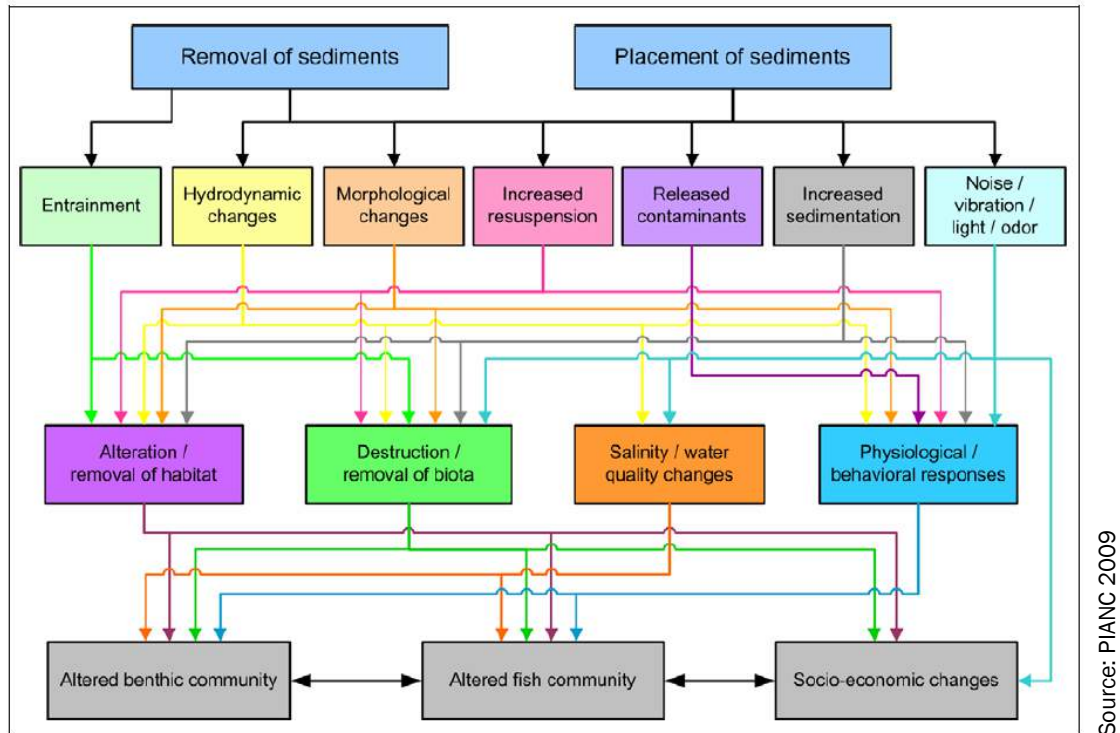 Removal of sediments
Placement of sediments
Entrainment
Hydrodynamic
changes
Morphological
changes
Increased
resuspension
Released
contaminants
Increased
sedimentation
Noise /
vibration /
light / odor
Alteration /
removal of habitat
Destruction /
removal of biota
Salinity / water
quality changes
Physiological /
behavioral responses
Altered benthic community
Altered fish community
Socio-economic changes
Source: PIANC 2009